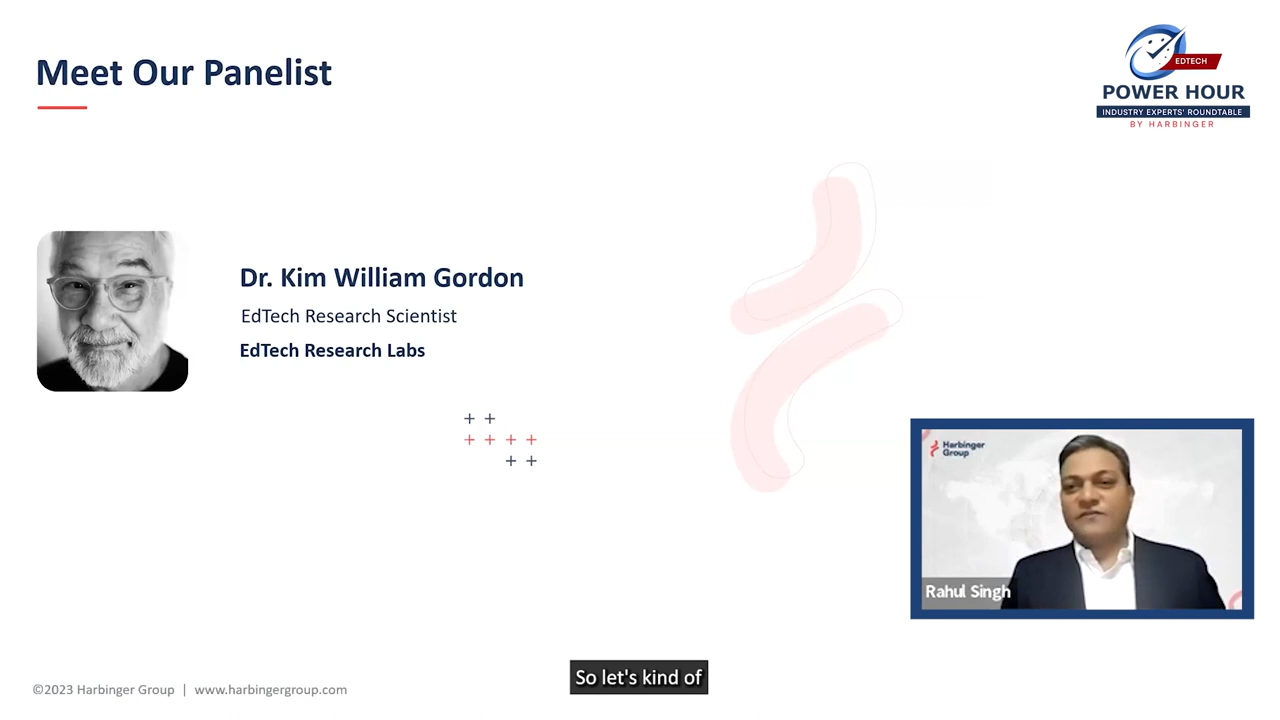 Meet Our Panelist
EDTECH
POWER HOUR
INDUSTRY EXPERTS' ROUNDTABLE
BY HARBINGER
Dr. Kim William Gordon
EdTech Research Scientist
EdTech Research Labs
++
++++
++
Harbinger
Group
Rahul Singh
So let's kind of
©2023 Harbinger Group | www.harbingergroup.com